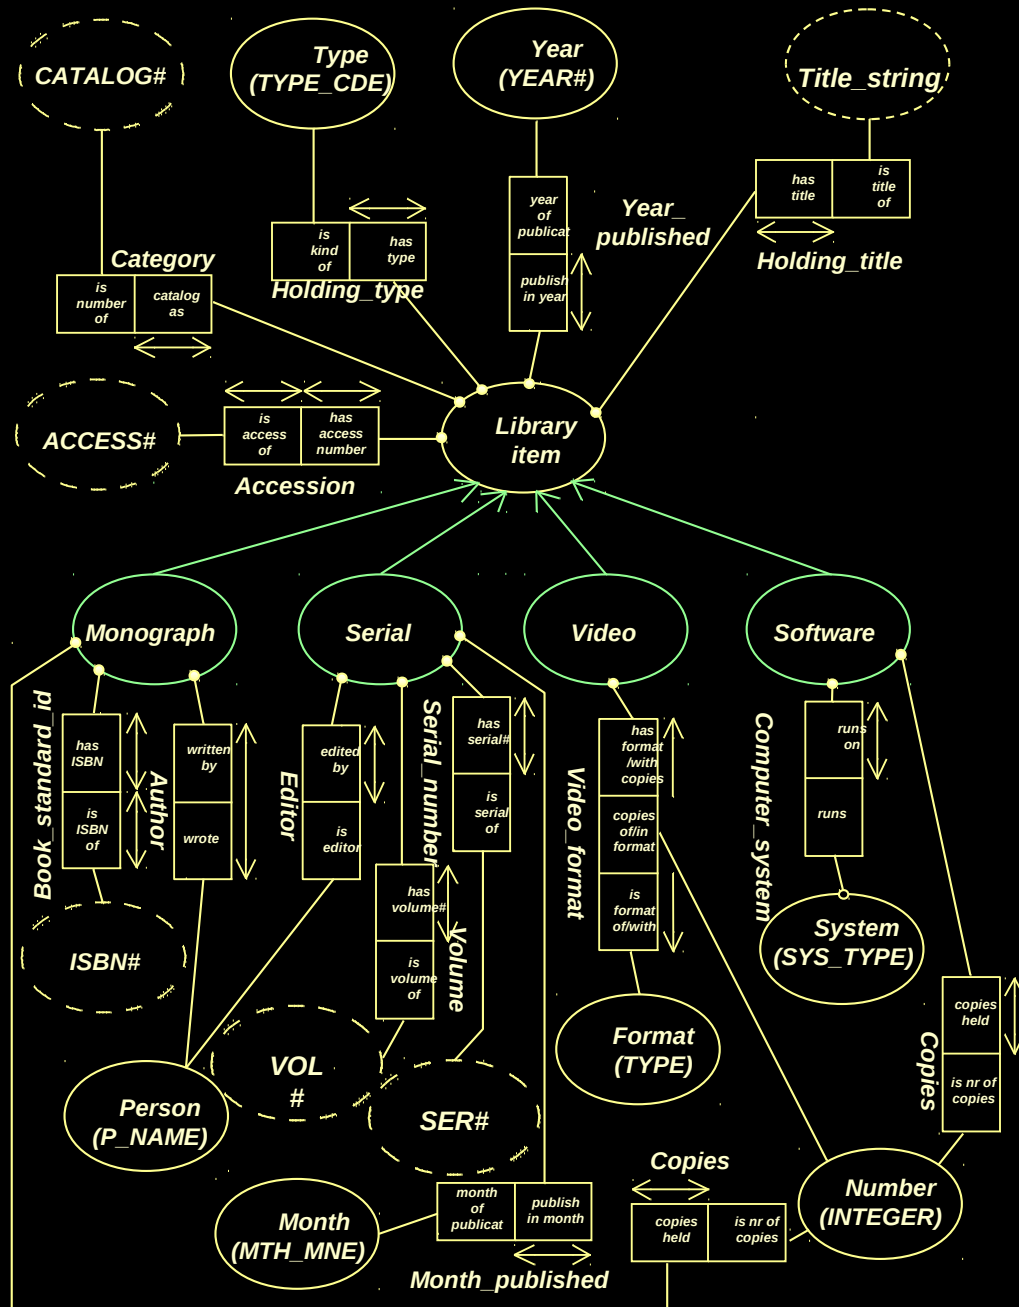 CATALOG#
Type
(TYPE_CDE)
Year
(YEAR#)
Title_string
is
number
of
catalog
as
Category
is
kind
of
has
type
Holding_type
year
of
publicat
publish
in year
Year_
published
has
title
is
title
of
Holding_title
ACCESS#
is
access
of
has
access
number
Accession
Library
item
Monograph
Serial
Video
Software
Book_standard_id
has
ISBN
is
ISBN
of
Author
written
by
wrote
Editor
edited
by
is
editor
Serial_number
has
serial#
is
serial
of
has
volume#
is
volume
of
Volume
Video_format
has
format
/with
copies
copies
of/in
format
is
format
of/with
Computer_system
runs
on
runs
ISBN#
System
(SYS_TYPE)
copies
held
is nr of
copies
Copies
VOL
#
Format
(TYPE)
Person
(P_NAME)
SER#
Month
(MTH_MNE)
month
of
publicat
publish
in month
Month_published
Copies
copies
held
is nr of
copies
Number
(INTEGER)